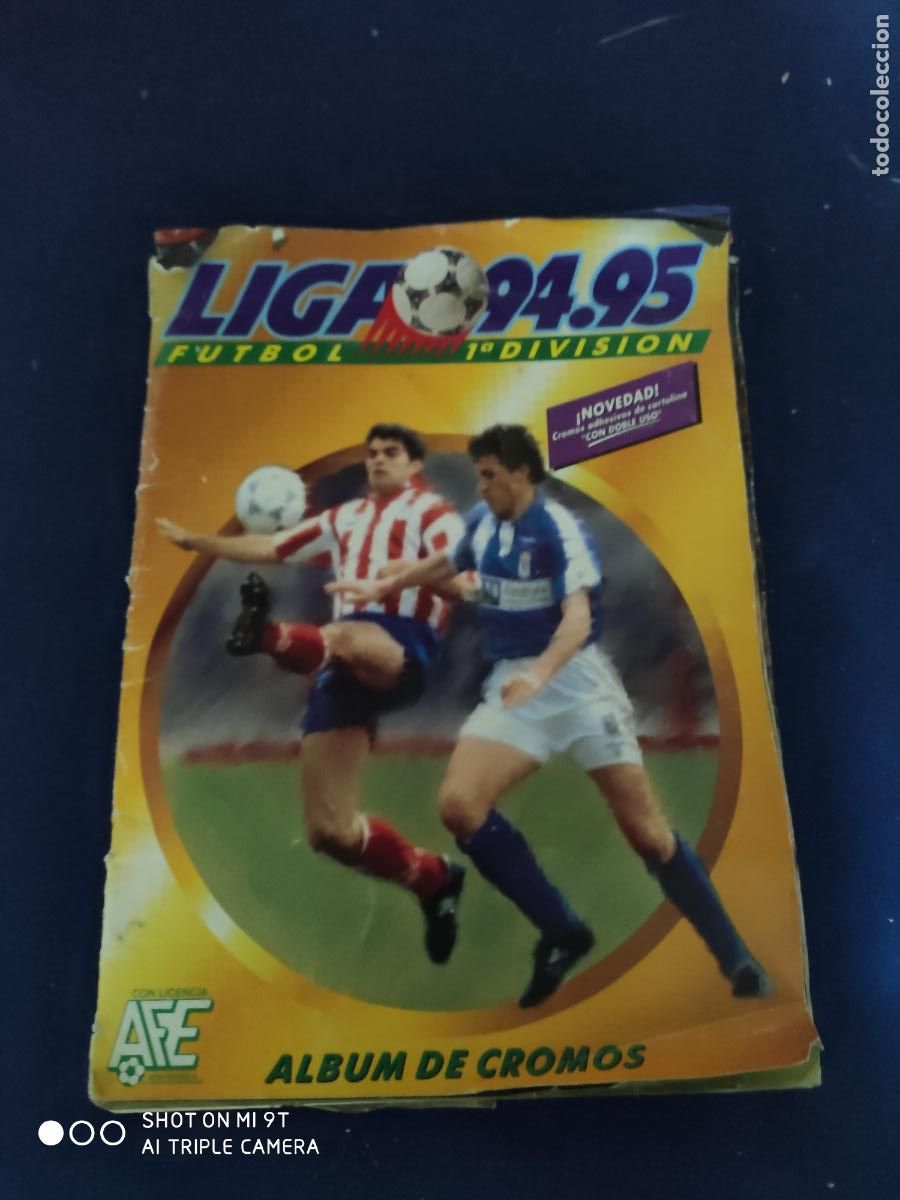 todocoleccion
LIGA 94.95
FUTBOL 1ª DIVISION
¡NOVEDAD!
Cromos adhesivos de cartulina
"CON DOBLE USO"
CON LICENCIA
AFE
ALBUM DE CROMOS
SHOT ON MI 9T
AI TRIPLE CAMERA